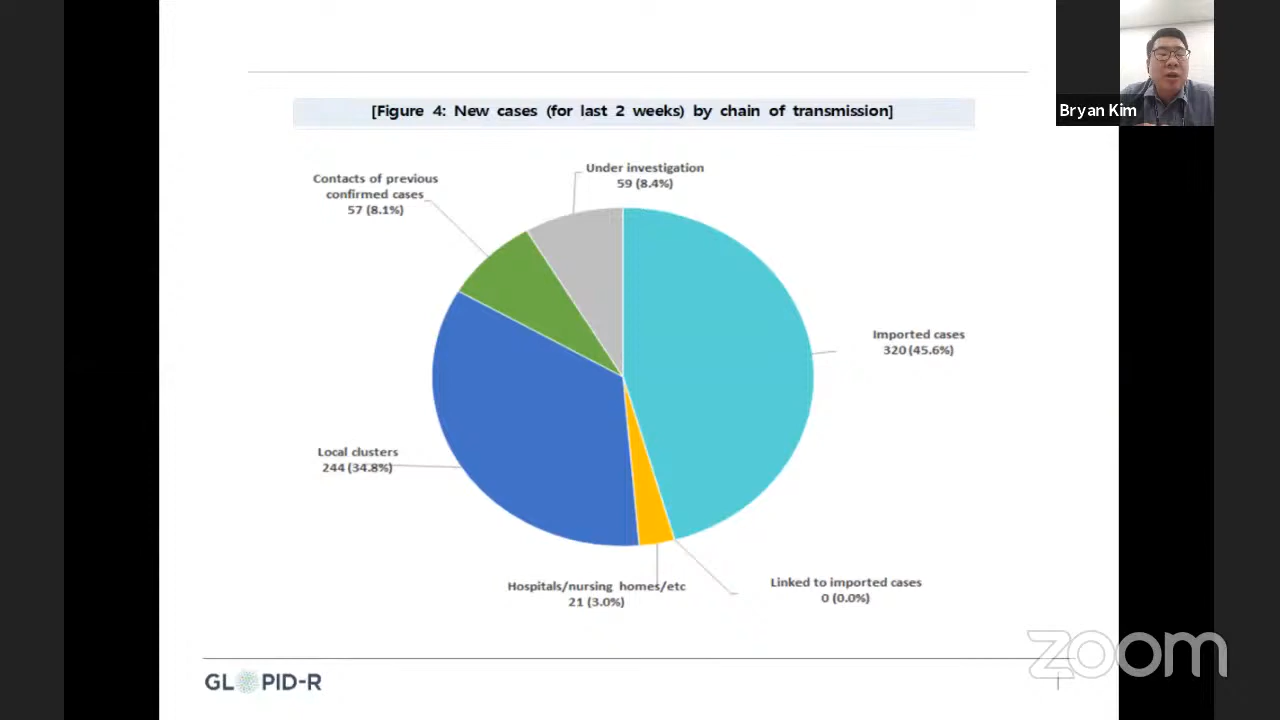 Bryan Kim
[Figure 4: New cases (for last 2 weeks) by chain of transmission]
Under investigation
59 (8.4%)
Contacts of previous
confirmed cases
57 (8.1%)
Imported cases
320 (45.6%)
Local clusters
244 (34.8%)
Hospitals/nursing homes/etc
21 (3.0%)
Linked to imported cases
0 (0.0%)
GLOPID-R
zoom